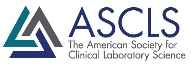 ASCLS
The American Society for
Clinical Laboratory Science